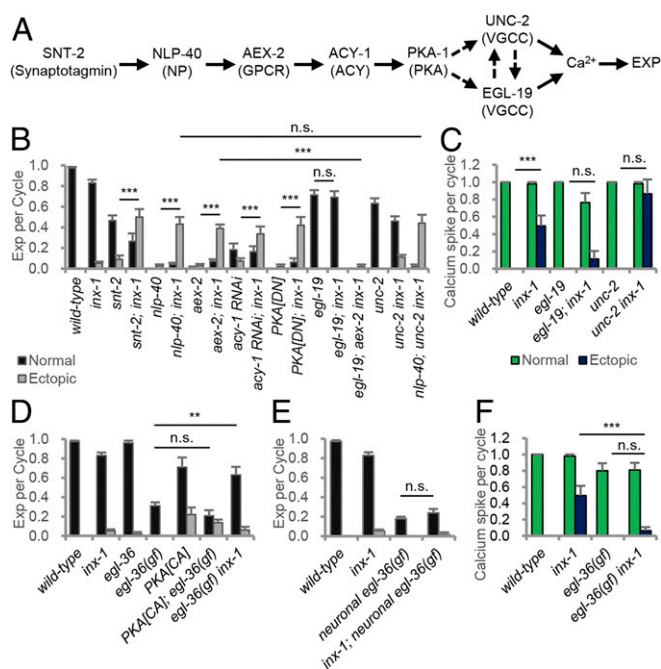 A
SNT-2
(Synaptotagmin)
NLP-40
(NP)
AEX-2
(GPCR)
ACY-1
(ACY)
PKA-1
(PKA)
UNC-2
(VGCC)
EGL-19
(VGCC)
Ca2+
EXP
B
Exp per Cycle
1.0
0.8
0.6
0.4
0.2
0.0
n.s.
***
***
***
***
***
***
n.s.
wild-type
inx-1
snt-2
snt-2; inx-1
nlp-40
nlp-40; inx-1
aex-2
aex-2; inx-1
acy-1 RNAi
acy-1 RNAi; inx-1
PKA[DN]
PKA[DN]; inx-1
egl-19
egl-19; inx-1
egl-19; aex-2 inx-1
unc-2
unc-2 inx-1
nlp-40; unc-2 inx-1
Normal
Ectopic
C
Calcium spike per cycle
1.4
1.2
1.0
0.8
0.6
0.4
0.2
0.0
***
n.s.
n.s.
wild-type
inx-1
egl-19
egl-19; inx-1
unc-2
unc-2 inx-1
Normal
Ectopic
D
Exp per Cycle
1.0
0.8
0.6
0.4
0.2
0.0
**
n.s.
wild-type
inx-1
egl-36
egl-36(gf)
PKA[CA]
PKA[CA]; egl-36(gf)
egl-36(gf) inx-1
E
Exp per Cycle
1.0
0.8
0.6
0.4
0.2
0.0
n.s.
wild-type
inx-1
neuronal egl-36(gf)
inx-1; neuronal egl-36(gf)
F
Calcium spike per cycle
1.4
1.2
1.0
0.8
0.6
0.4
0.2
0.0
***
n.s.
wild-type
inx-1
egl-36(gf)
egl-36(gf) inx-1